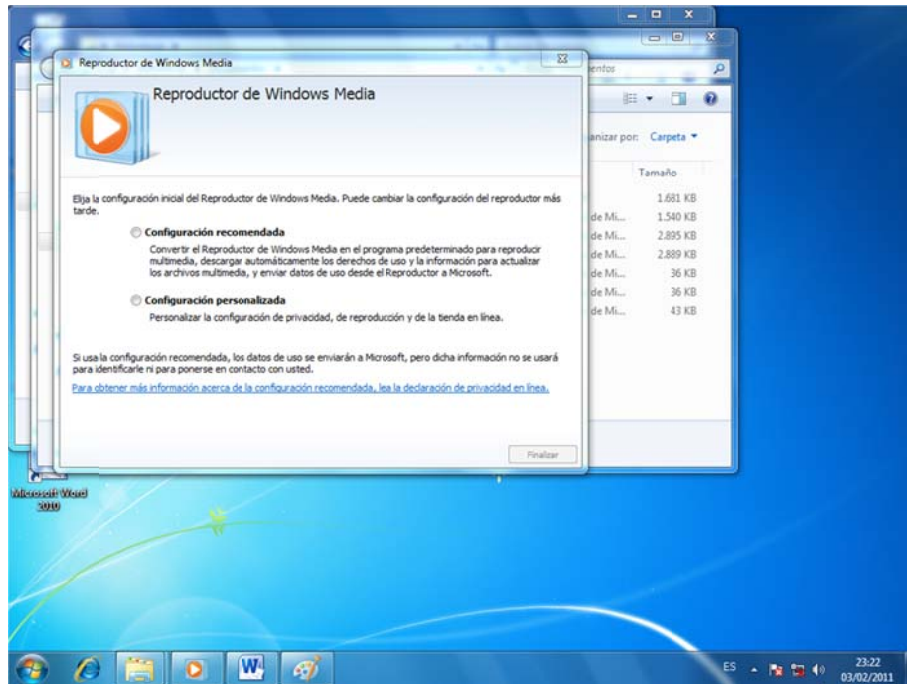 Reproductor de Windows Media
Reproductor de Windows Media
Elija la configuración inicial del Reproductor de Windows Media. Puede cambiar la configuración del reproductor más
tarde.
Configuración recomendada
Convertir el Reproductor de Windows Media en el programa predeterminado para reproducir
multimedia, descargar automáticamente los derechos de uso y la información para actualizar
los archivos multimedia, y enviar datos de uso desde el Reproductor a Microsoft.
Configuración personalizada
Personalizar la configuración de privacidad, de reproducción y de la tienda en línea.
Si usa la configuración recomendada, los datos de uso se enviarán a Microsoft, pero dicha información no se usará
para identificarle ni para ponerse en contacto con usted.
Para obtener más información acerca de la configuración recomendada, lea la declaración de privacidad en línea.
Finalizar
entos
anizar por: Carpeta
Tamaño
1.681 KB
de Mi... 1.540 KB
de Mi... 2.895 KB
de Mi... 2.889 KB
de Mi... 36 KB
de Mi... 36 KB
de Mi... 43 KB
Microsoft Word
2010
ES
23:22
03/02/2011